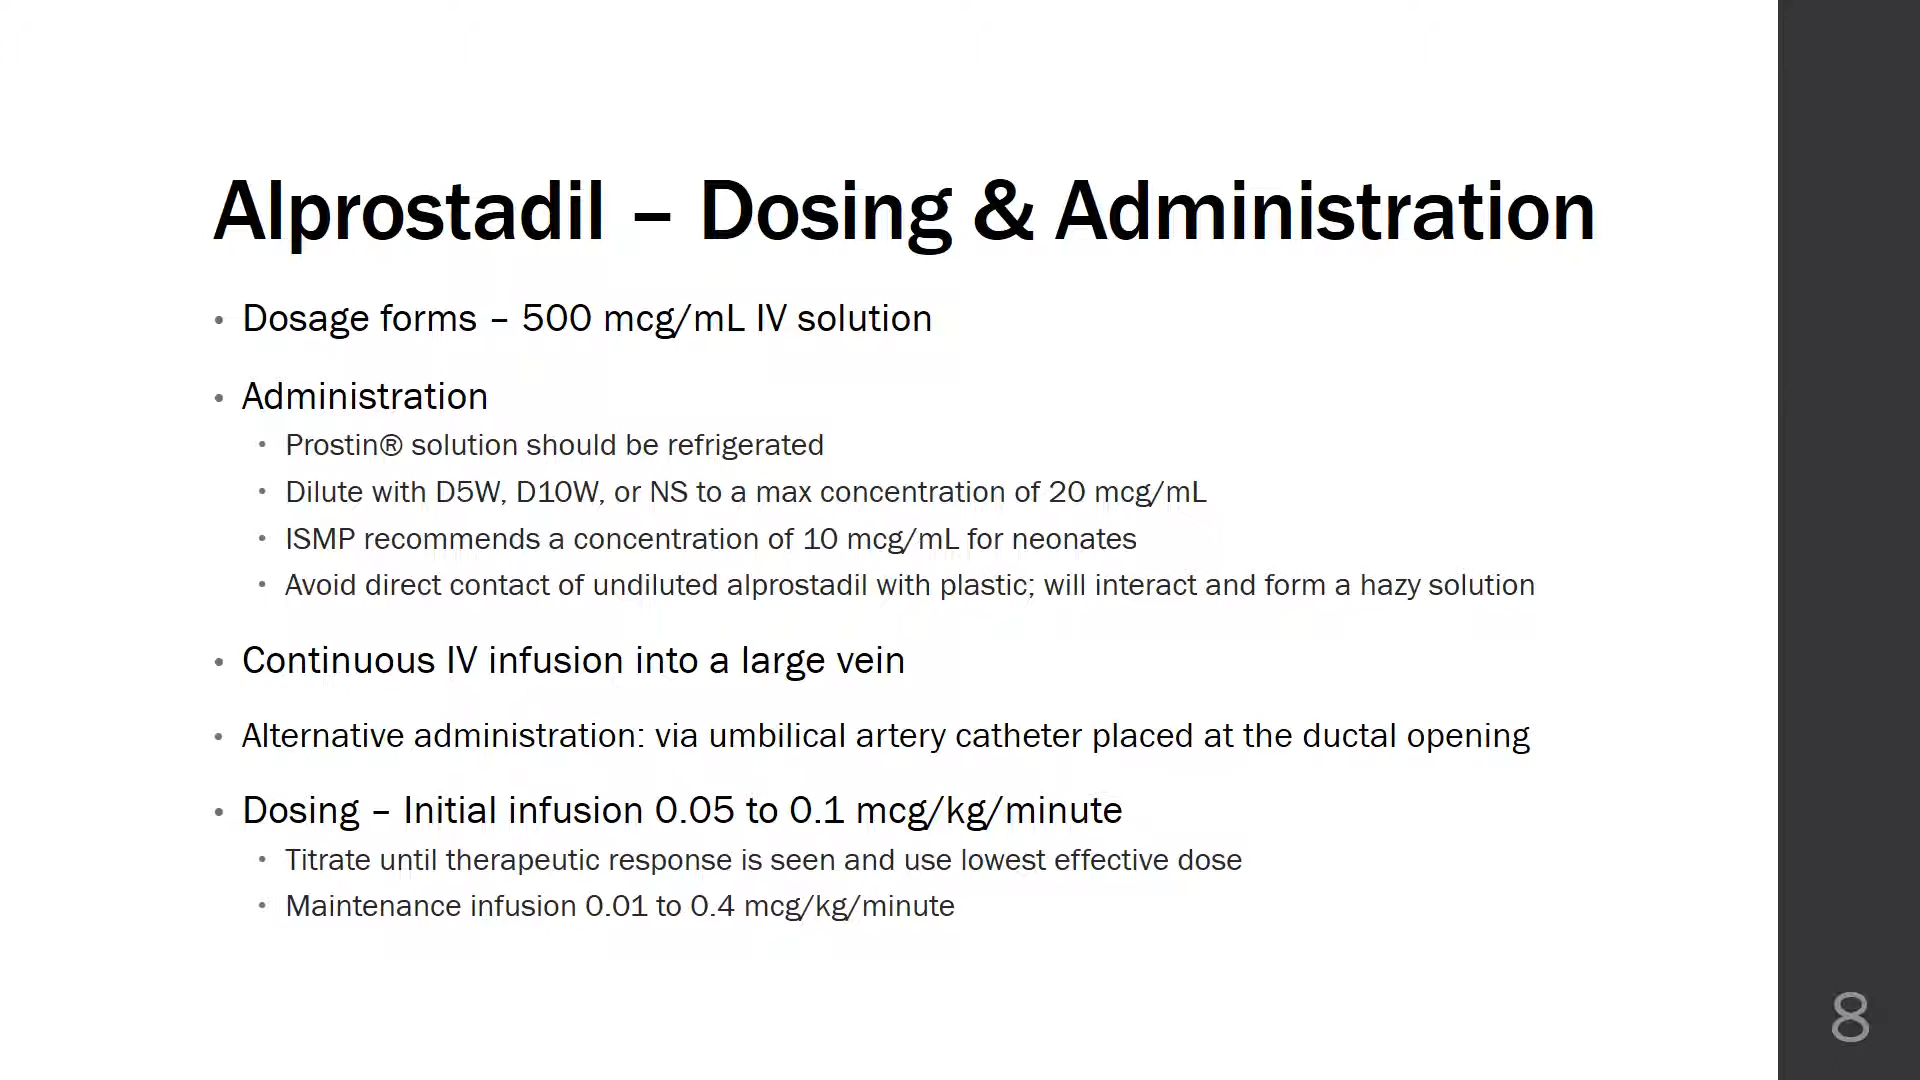 Alprostadil – Dosing & Administration
• Dosage forms – 500 mcg/mL IV solution
• Administration
• Prostin® solution should be refrigerated
• Dilute with D5W, D10W, or NS to a max concentration of 20 mcg/mL
• ISMP recommends a concentration of 10 mcg/mL for neonates
• Avoid direct contact of undiluted alprostadil with plastic; will interact and form a hazy solution
• Continuous IV infusion into a large vein
• Alternative administration: via umbilical artery catheter placed at the ductal opening
• Dosing – Initial infusion 0.05 to 0.1 mcg/kg/minute
• Titrate until therapeutic response is seen and use lowest effective dose
• Maintenance infusion 0.01 to 0.4 mcg/kg/minute
8